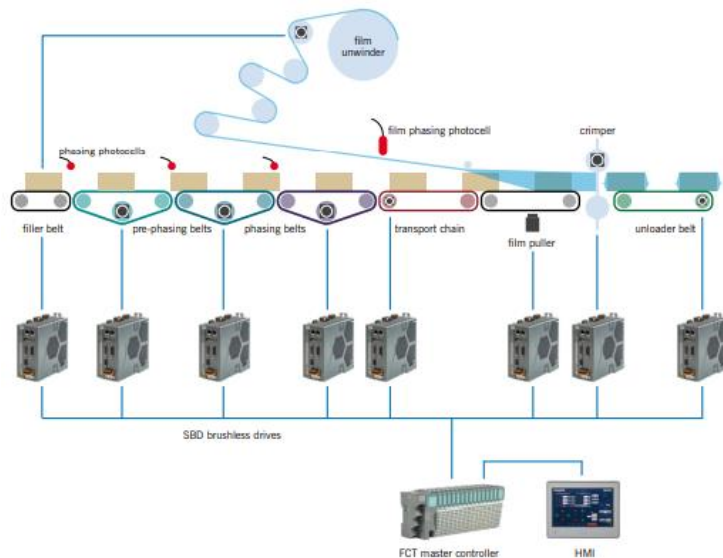 film
unwinder
phasing photocells
film phasing photocell
crimper
filler belt
pre-phasing belts
phasing belts
transport chain
film puller
unloader belt
SBD brushless drives
FCT master controller
HMI